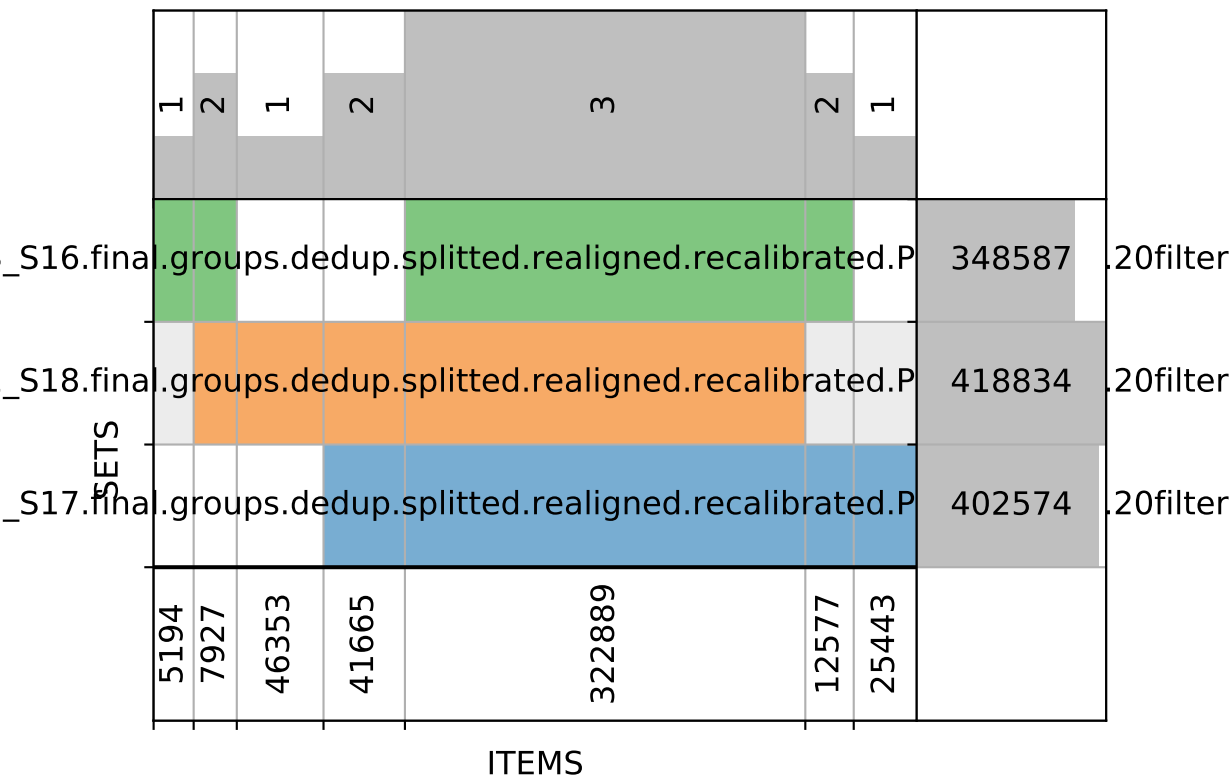 1 2 1 2 3 2 1
_S16.final.groups.dedup.splitted.realigned.recalibrated.P 348587 .20filter
_S18.final.groups.dedup.splitted.realigned.recalibrated.P 418834 .20filter
SETS
_S17.final.groups.dedup.splitted.realigned.recalibrated.P 402574 .20filter
5194 7927 46353 41665 322889 12577 25443
ITEMS